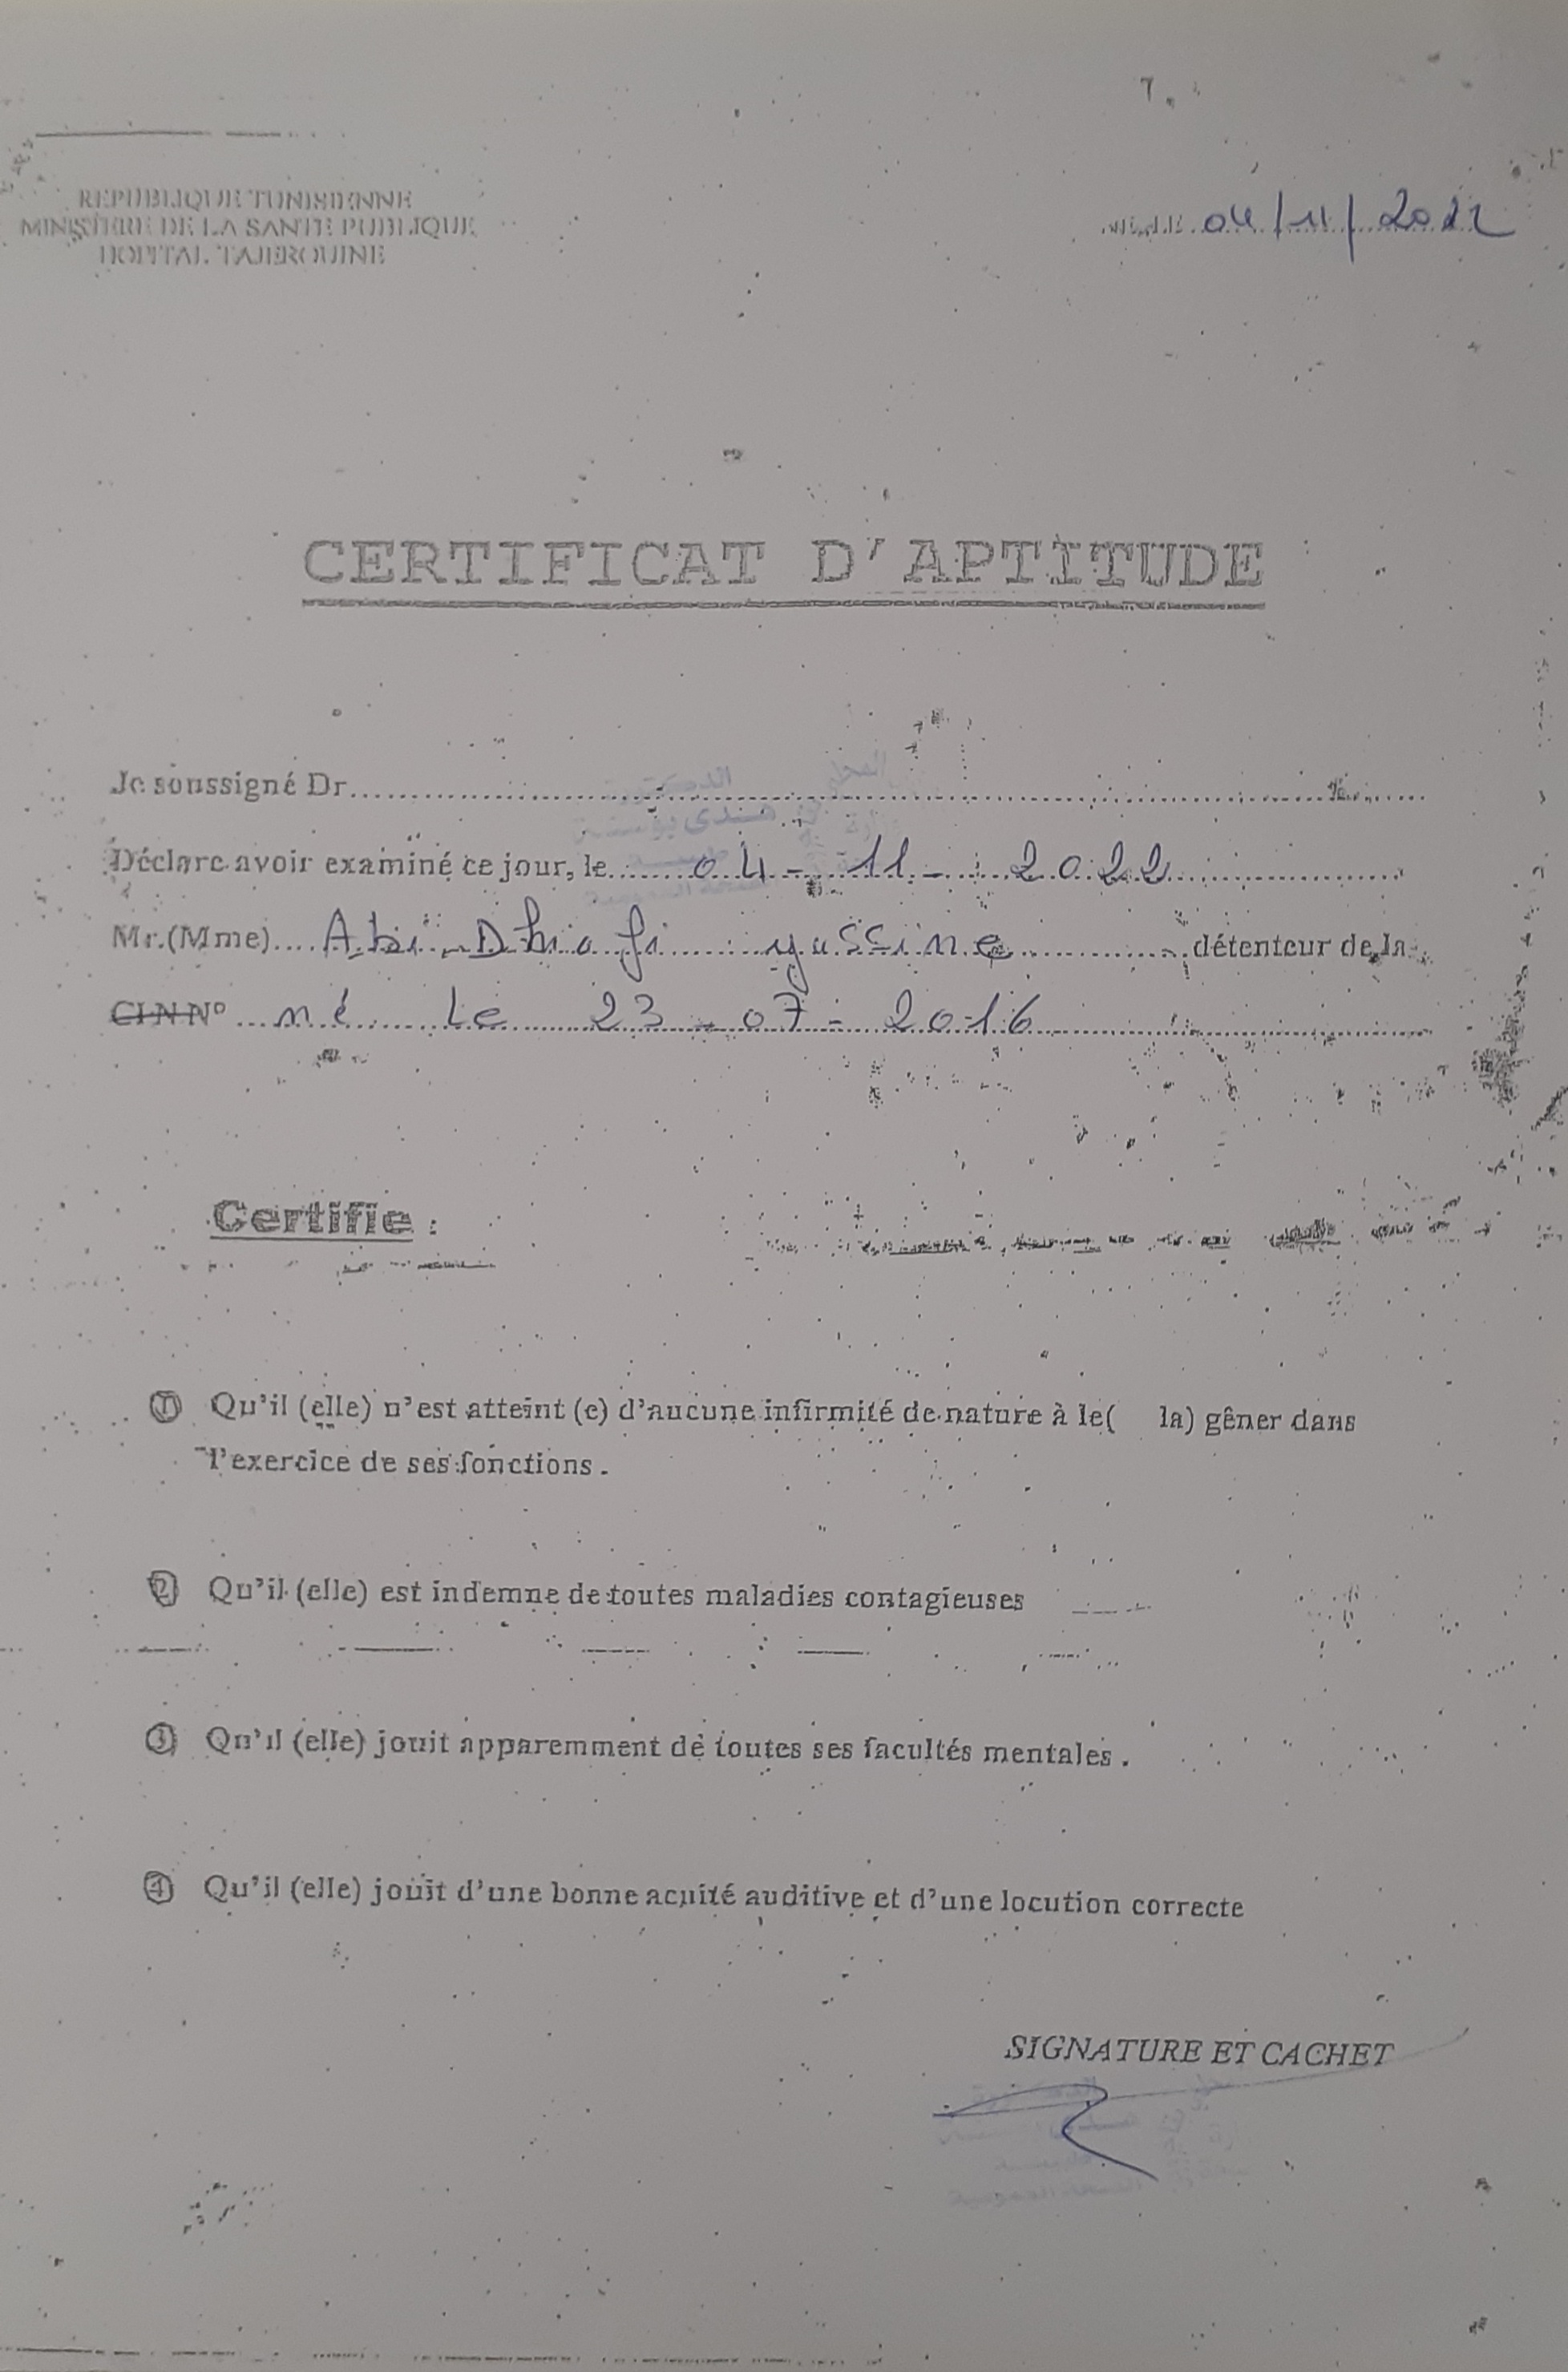 REPUBLIQUE TUNISIENNE
MINISTERE DE LA SANTE PUBLIQUE
HOPITAL TAJEROUINE
le 04/11/2022
CERTIFICAT D'APTITUDE
Je soussigné Dr
Déclare avoir examiné ce jour, le 04-11-2022
Mr.(Mme) Abi Dhiafi yassine détenteur de la
CIN N° né le 23-07-2016
Certifie :
1 Qu'il (elle) n'est atteint (e) d'aucune infirmité de nature à le( la) gêner dans
l'exercice de ses fonctions.
2 Qu'il (elle) est indemne de toutes maladies contagieuses
3 Qu'il (elle) jouit apparemment de toutes ses facultés mentales.
4 Qu'il (elle) jouit d'une bonne acuité auditive et d'une locution correcte
SIGNATURE ET CACHET